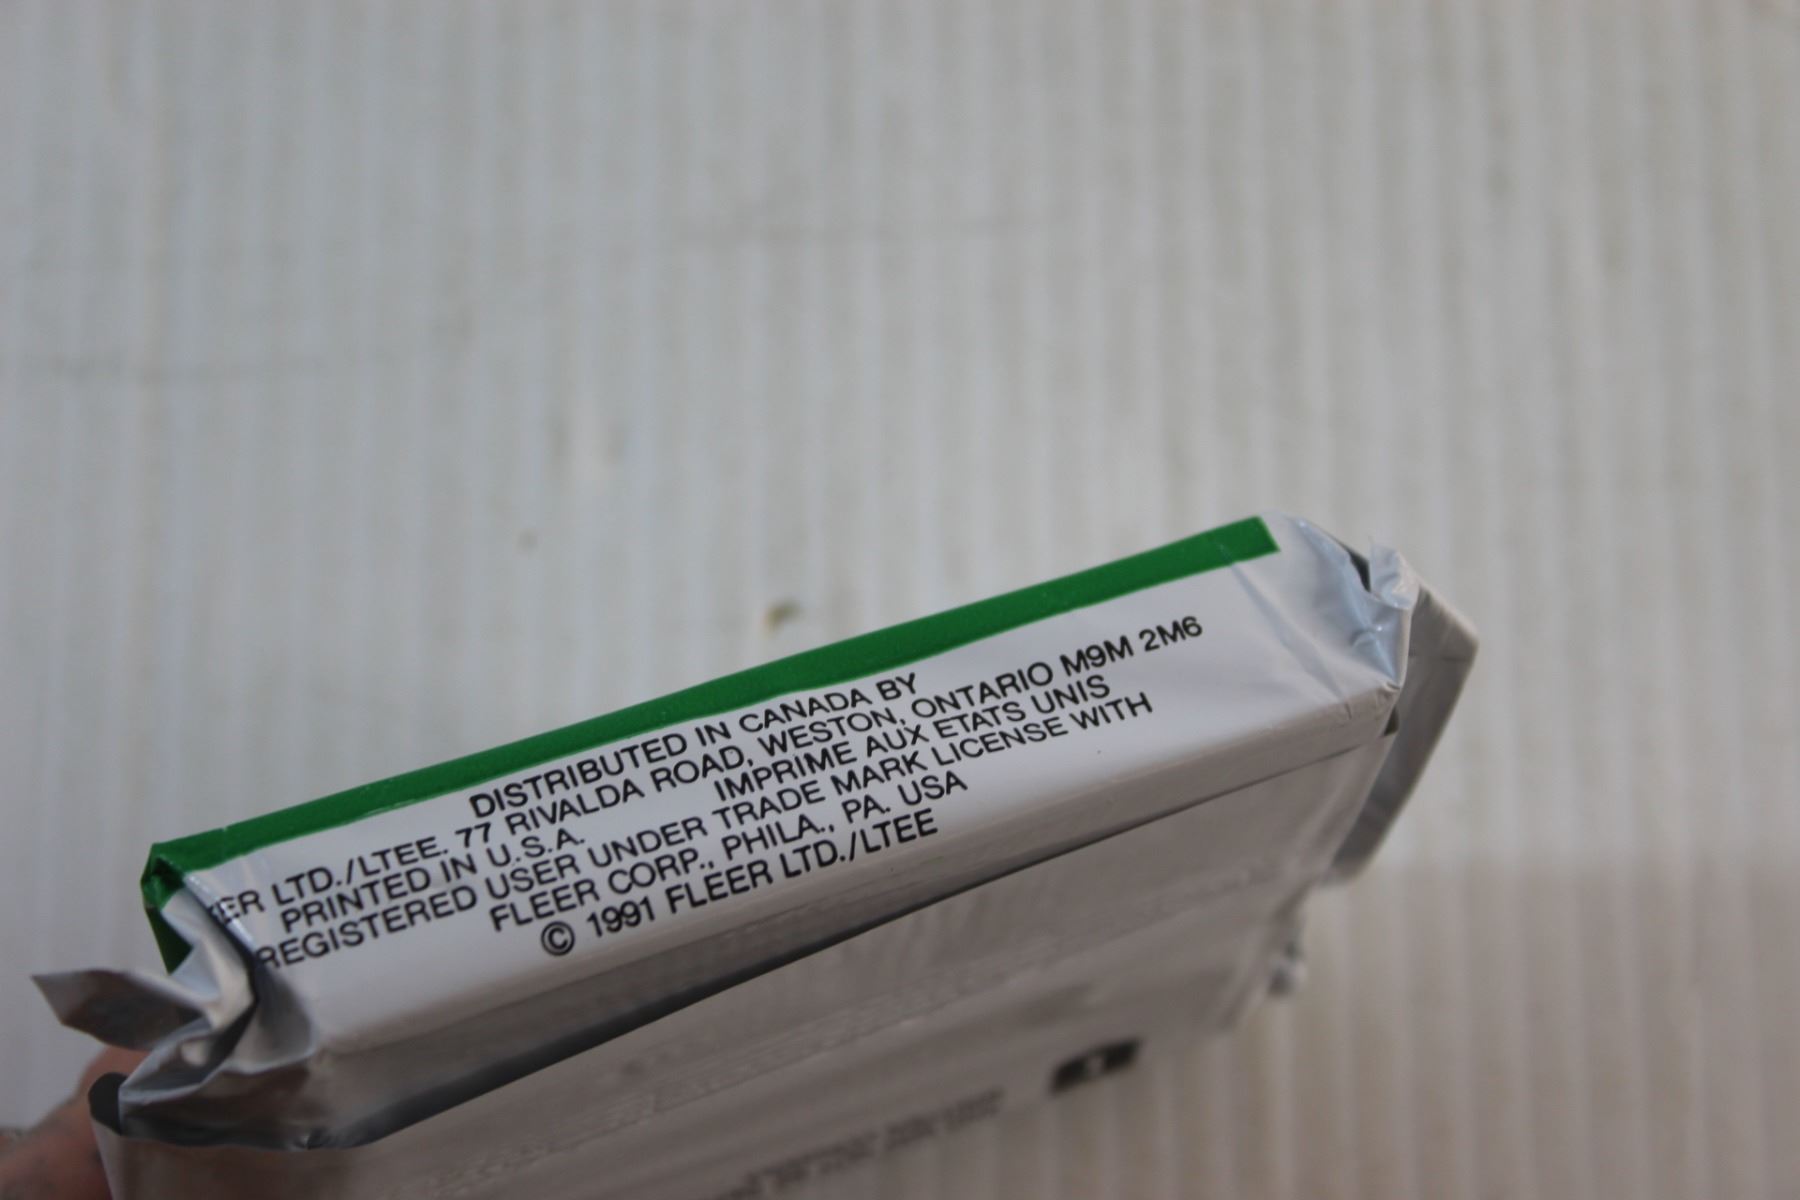 DISTRIBUTED IN CANADA BY
ER LTD./LTEE. 77 RIVALDA ROAD, WESTON, ONTARIO M9M 2M6
PRINTED IN U.S.A. IMPRIME AUX ETATS UNIS
REGISTERED USER UNDER TRADE MARK LICENSE WITH
FLEER CORP., PHILA., PA. USA
© 1991 FLEER LTD./LTEE